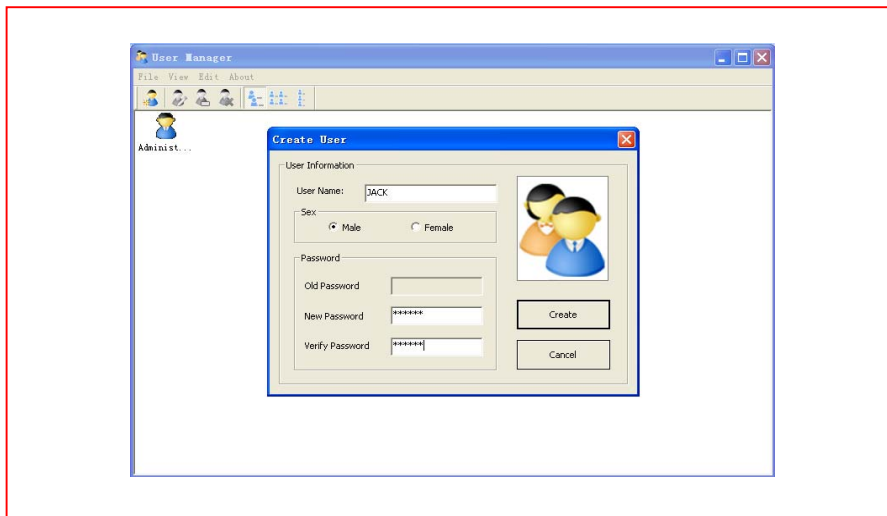 User Manager
File View Edit About
Administ...
Create User
User Information
User Name: JACK
Sex
Male Female
Password
Old Password
New Password ******
Create
Verify Password ******
Cancel